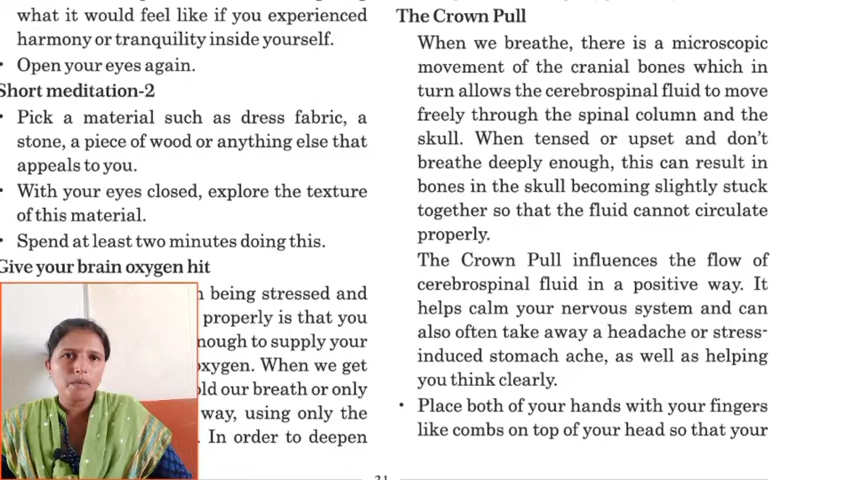 what it would feel like if you experienced
harmony or tranquility inside yourself.
• Open your eyes again.
Short meditation-2
• Pick a material such as dress fabric, a
stone, a piece of wood or anything else that
appeals to you.
• With your eyes closed, explore the texture
of this material.
• Spend at least two minutes doing this.
Give your brain oxygen hit
being stressed and
properly is that you
your
When we get
our breath or only
way, using only the
In order to deepen
The Crown Pull
When we breathe, there is a microscopic
movement of the cranial bones which in
turn allows the cerebrospinal fluid to move
freely through the spinal column and the
skull. When tensed or upset and don't
breathe deeply enough, this can result in
bones in the skull becoming slightly stuck
together so that the fluid cannot circulate
properly.
The Crown Pull influences the flow of
cerebrospinal fluid in a positive way. It
helps calm your nervous system and can
also often take away a headache or stress-
induced stomach ache, as well as helping
you think clearly.
• Place both of your hands with your fingers
like combs on top of your head so that your